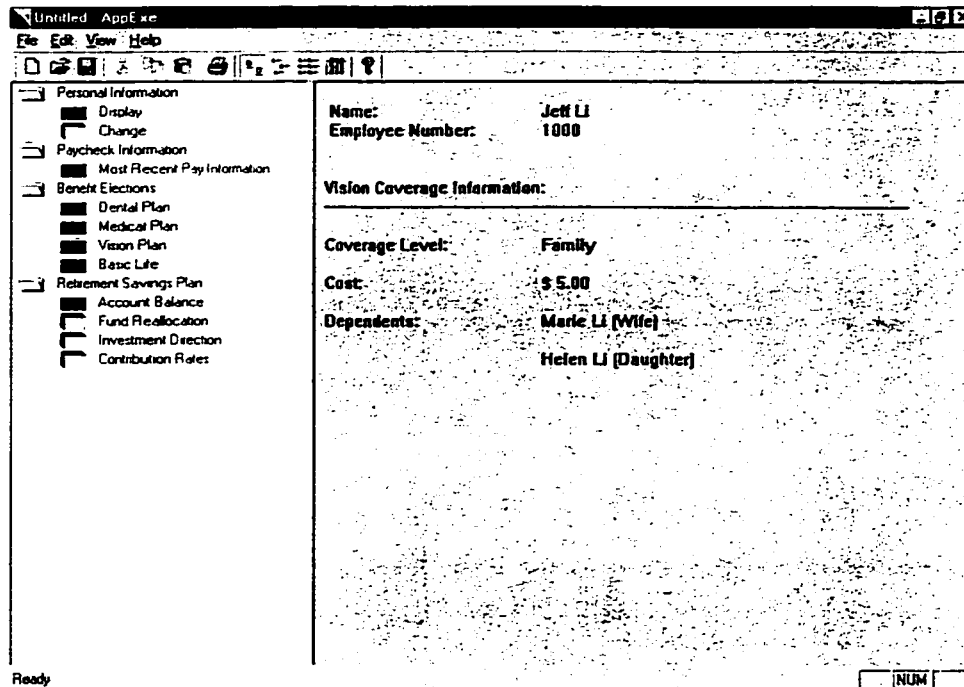 Untitled AppExe
File Edit View Help
Personal Information
Display
Change
Paycheck Information
Most Recent Pay Information
Benefit Elections
Dental Plan
Medical Plan
Vision Plan
Basic Life
Retirement Savings Plan
Account Balance
Fund Reallocation
Investment Direction
Contribution Rates
Name: Jeff Li
Employee Number: 1000
Vision Coverage Information:
Coverage Level: Family
Cost: $ 5.00
Dependents: Marie Li (Wife)
Helen Li (Daughter)
Ready NUM